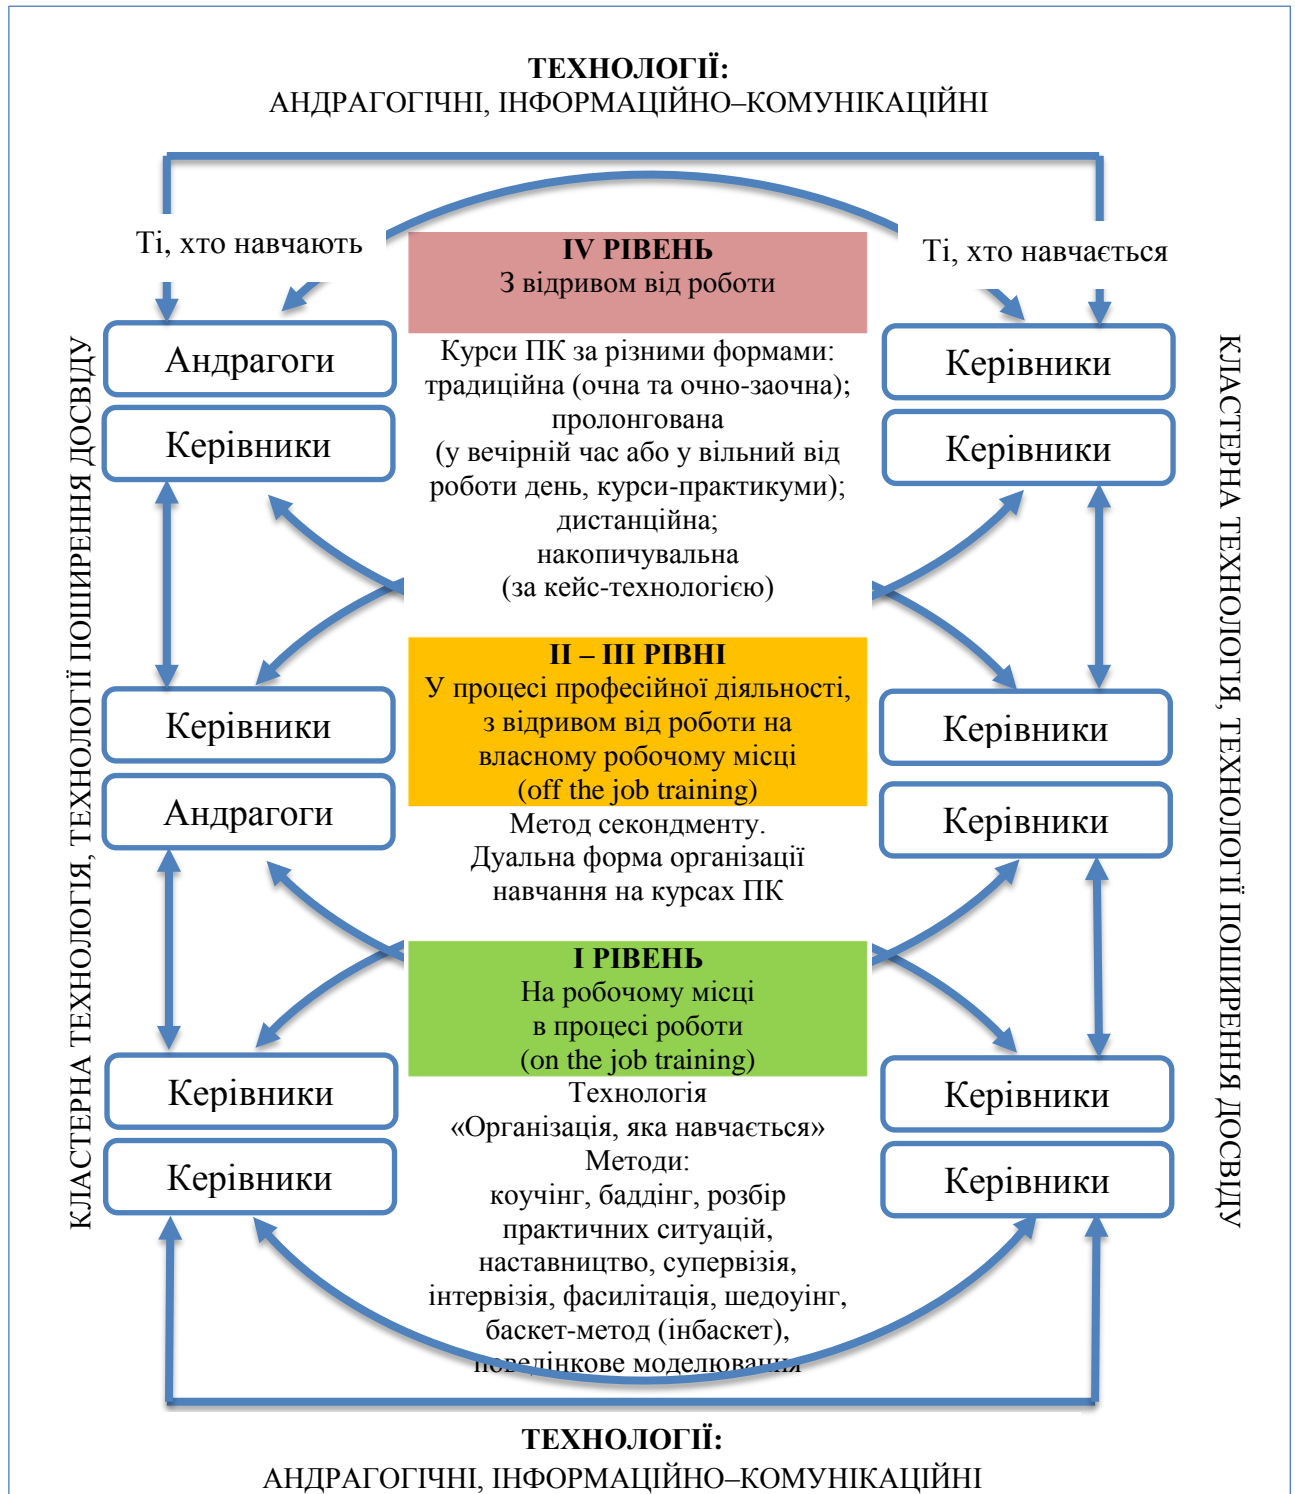 ТЕХНОЛОГІЇ:
АНДРАГОГІЧНІ, ІНФОРМАЦІЙНО–КОМУНІКАЦІЙНІ
Ті, хто навчають
Ті, хто навчається
IV РІВЕНЬ
З відривом від роботи
Андрагоги
Керівники
Керівники
Керівники
Курси ПК за різними формами:
традиційна (очна та очно-заочна);
пролонгована
(у вечірній час або у вільний від
роботи день, курси-практикуми);
дистанційна;
накопичувальна
(за кейс-технологією)
КЛАСТЕРНА ТЕХНОЛОГІЯ, ТЕХНОЛОГІЇ ПОШИРЕННЯ ДОСВІДУ
КЛАСТЕРНА ТЕХНОЛОГІЯ, ТЕХНОЛОГІЇ ПОШИРЕННЯ ДОСВІДУ
ІІ – ІІІ РІВНІ
У процесі професійної діяльності,
з відривом від роботи на
власному робочому місці
(off the job training)
Керівники
Андрагоги
Керівники
Керівники
Метод секондменту.
Дуальна форма організації
навчання на курсах ПК
І РІВЕНЬ
На робочому місці
в процесі роботи
(on the job training)
Керівники
Керівники
Керівники
Керівники
Технологія
«Організація, яка навчається»
Методи:
коучінг, баддінг, розбір
практичних ситуацій,
наставництво, супервізія,
інтервізія, фасилітація, шедоуінг,
баскет-метод (інбаскет),
поведінкове моделювання
ТЕХНОЛОГІЇ:
АНДРАГОГІЧНІ, ІНФОРМАЦІЙНО–КОМУНІКАЦІЙНІ